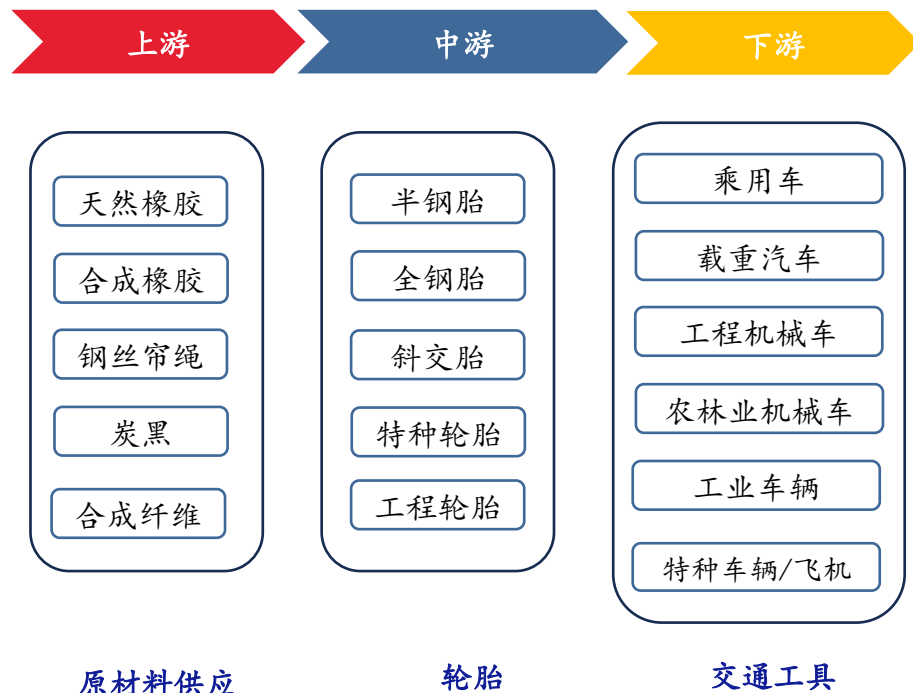 上游
中游
下游
天然橡胶
合成橡胶
钢丝帘绳
炭黑
合成纤维
半钢胎
全钢胎
斜交胎
特种轮胎
工程轮胎
乘用车
载重汽车
工程机械车
农林业机械车
工业车辆
特种车辆/飞机
原材料供应
轮胎
交通工具